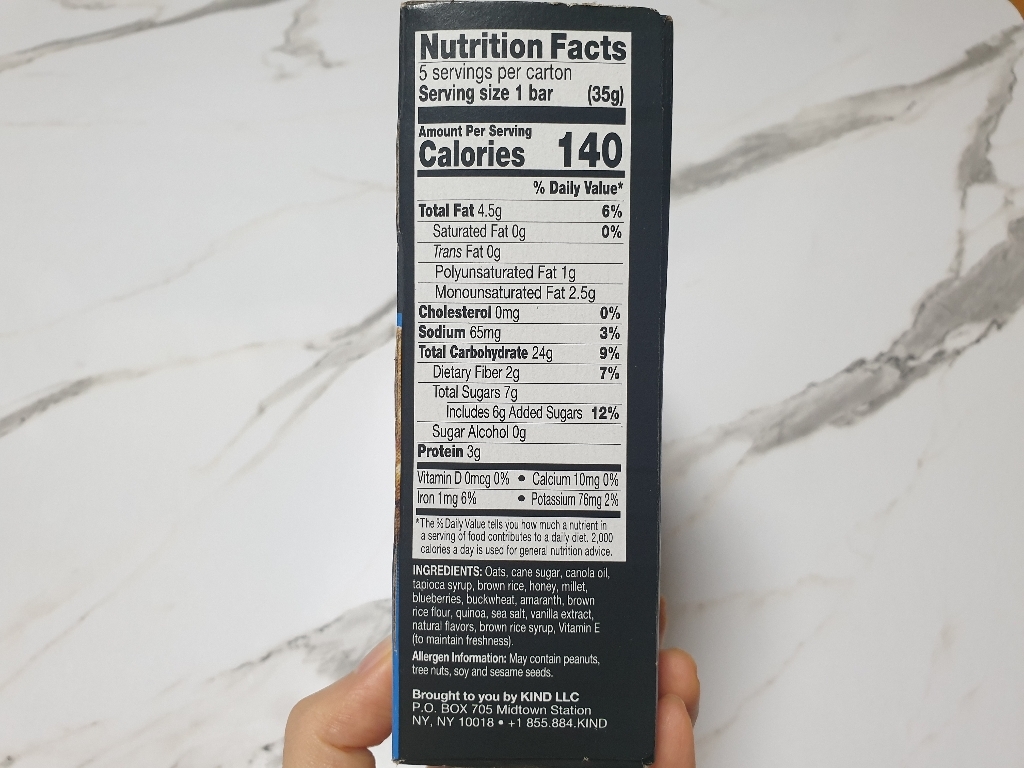 Nutrition Facts
5 servings per carton
Serving size 1 bar (35g)
Amount Per Serving
Calories 140
% Daily Value*
Total Fat 4.5g 6%
Saturated Fat 0g 0%
Trans Fat 0g
Polyunsaturated Fat 1g
Monounsaturated Fat 2.5g
Cholesterol 0mg 0%
Sodium 65mg 3%
Total Carbohydrate 24g 9%
Dietary Fiber 2g 7%
Total Sugars 7g
Includes 6g Added Sugars 12%
Sugar Alcohol 0g
Protein 3g
Vitamin D 0mcg 0% • Calcium 10mg 0%
Iron 1mg 6% • Potassium 76mg 2%
*The % Daily Value tells you how much a nutrient in
a serving of food contributes to a daily diet. 2,000
calories a day is used for general nutrition advice.
INGREDIENTS: Oats, cane sugar, canola oil,
tapioca syrup, brown rice, honey, millet,
blueberries, buckwheat, amaranth, brown
rice flour, quinoa, sea salt, vanilla extract,
natural flavors, brown rice syrup, Vitamin E
(to maintain freshness).
Allergen Information: May contain peanuts,
tree nuts, soy and sesame seeds.
Brought to you by KIND LLC
P.O. BOX 705 Midtown Station
NY, NY 10018 • +1 855.884.KIND